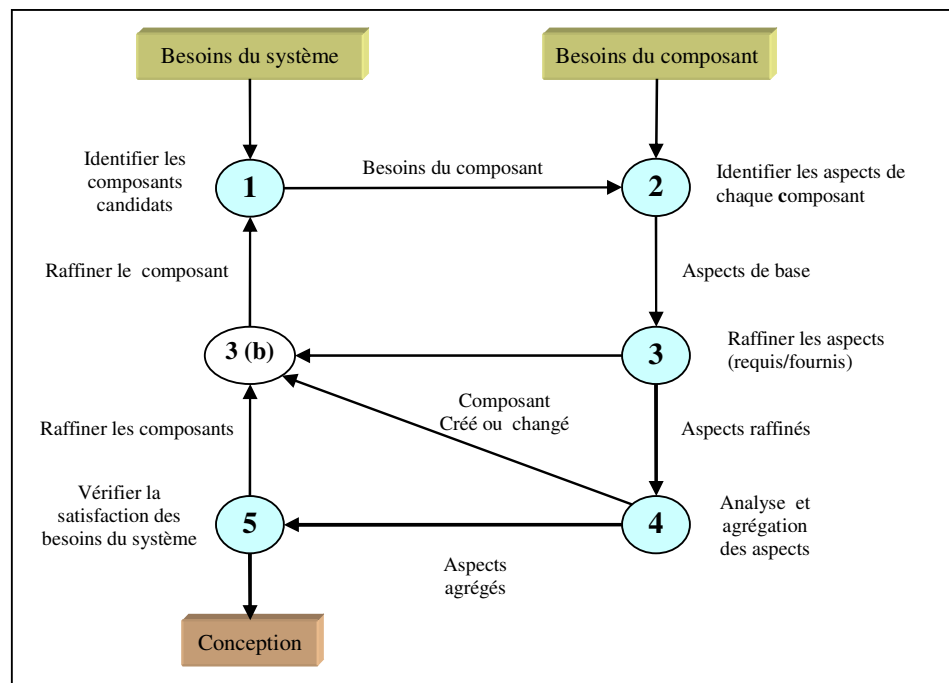 Besoins du système
Besoins du composant
Identifier les
composants
candidats
1
Besoins du composant
2
Identifier les aspects de
chaque composant
Raffiner le composant
Aspects de base
3 (b)
3
Raffiner les aspects
(requis/fournis)
Composant
Créé ou changé
Raffiner les composants
Aspects raffinés
Vérifier la
satisfaction des
besoins du système
5
4
Analyse et
agrégation
des aspects
Aspects
agrégés
Conception